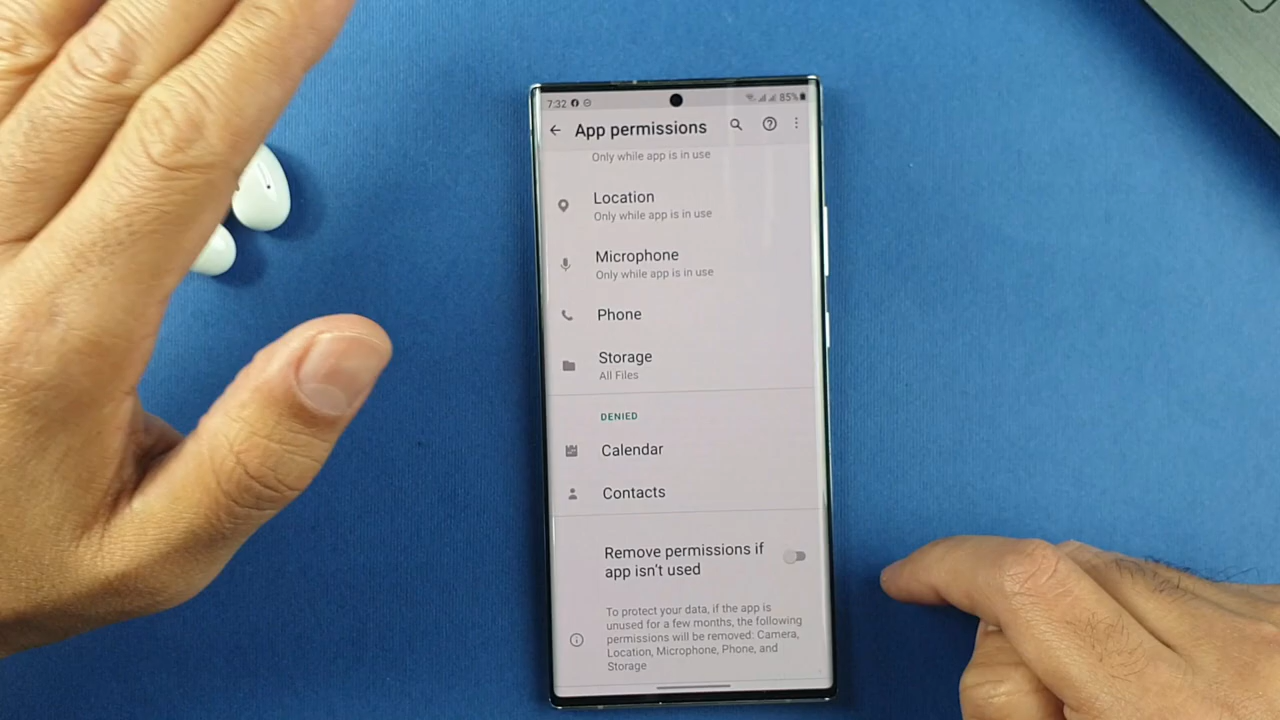 7:32
85%
App permissions
Only while app is in use
Location
Only while app is in use
Microphone
Only while app is in use
Phone
Storage
All Files
DENIED
Calendar
Contacts
Remove permissions if
app isn't used
To protect your data, if the app is
unused for a few months, the following
permissions will be removed: Camera,
Location, Microphone, Phone, and
Storage